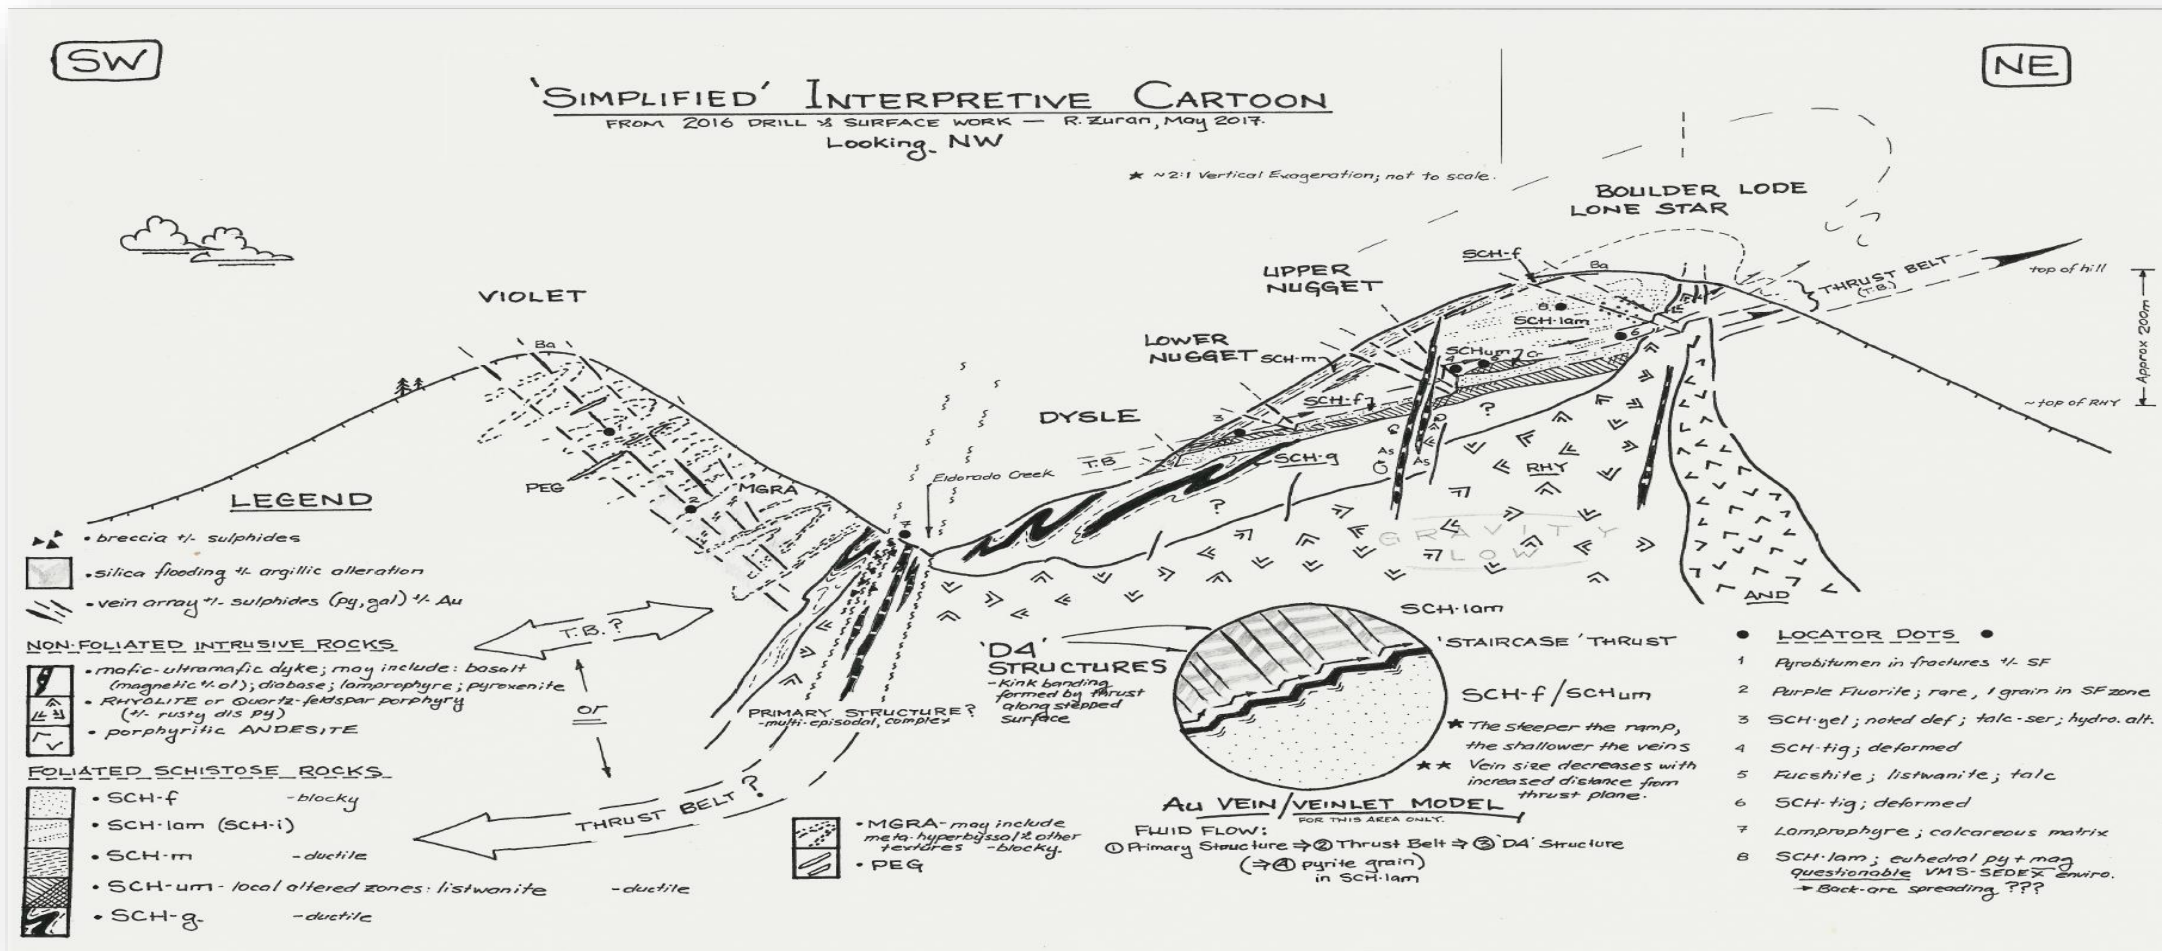 SW
NE
'SIMPLIFIED' INTERPRETIVE CARTOON
FROM 2016 DRILL & SURFACE WORK — R. Zuran, May 2017.
Looking NW
★ ~2:1 Vertical Exageration; not to scale.
BOULDER LODE
LONE STAR
SCH-f
Ba
UPPER
NUGGET
THRUST BELT
(T.B.)
top of hill
Approx 200m
~top of RHY
VIOLET
Ba
LOWER
NUGGET
SCH-m
8
SCH-lam
6
SCHum
Cr
SCH-f
DYSLE
3
T.B
SCH-g
?
?
As
As
RHY
GRAVITY
LOW
AND
Eldorado Creek
PEG
MGRA
2
7
LEGEND
• breccia +/- sulphides
• silica flooding +/- argillic alteration
• vein array +/- sulphides (py, gal) +/- Au
NON-FOLIATED INTRUSIVE ROCKS
• mafic-ultramafic dyke; may include: basalt
(magnetic +/- ol); diabase; lamprophyre; pyroxenite
• RHYOLITE or Quartz-feldspar porphyry
(+/- rusty dis py)
• porphyritic ANDESITE
FOLIATED SCHISTOSE ROCKS
• SCH-f -blocky
• SCH-lam (SCH-i)
• SCH-m -ductile
• SCH-um - local altered zones: listwanite -ductile
• SCH-g -ductile
T.B.?
or
THRUST BELT?
PRIMARY STRUCTURE?
-multi-episodal, complex
• MGRA - may include
meta-hyperbyssol & other
textures -blocky.
• PEG
'D4'
STRUCTURES
- Kink banding
formed by thrust
along stepped
surface
SCH-lam
'STAIRCASE' THRUST
SCH-f/SCHum
★ The steeper the ramp,
the shallower the veins
★★ Vein size decreases with
increased distance from
thrust plane.
Au VEIN/VEINLET MODEL
FOR THIS AREA ONLY.
FLUID FLOW:
① Primary Structure ⇒ ② Thrust Belt ⇒ ③ 'D4' Structure
(⇒ ④ pyrite grain)
in SCH-lam
● LOCATOR DOTS ●
1 Pyrobitumen in fractures +/- SF
2 Purple Fluorite; rare, 1 grain in SF zone
3 SCH-yel; noted def; talc-ser; hydro. alt.
4 SCH-tig; deformed
5 Fucshite; listwanite; talc
6 SCH-tig; deformed
7 Lamprophyre; calcareous matrix
8 SCH-lam; euhedral py + mag
Questionable VMS-SEDEX enviro.
→ Back-arc spreading ???